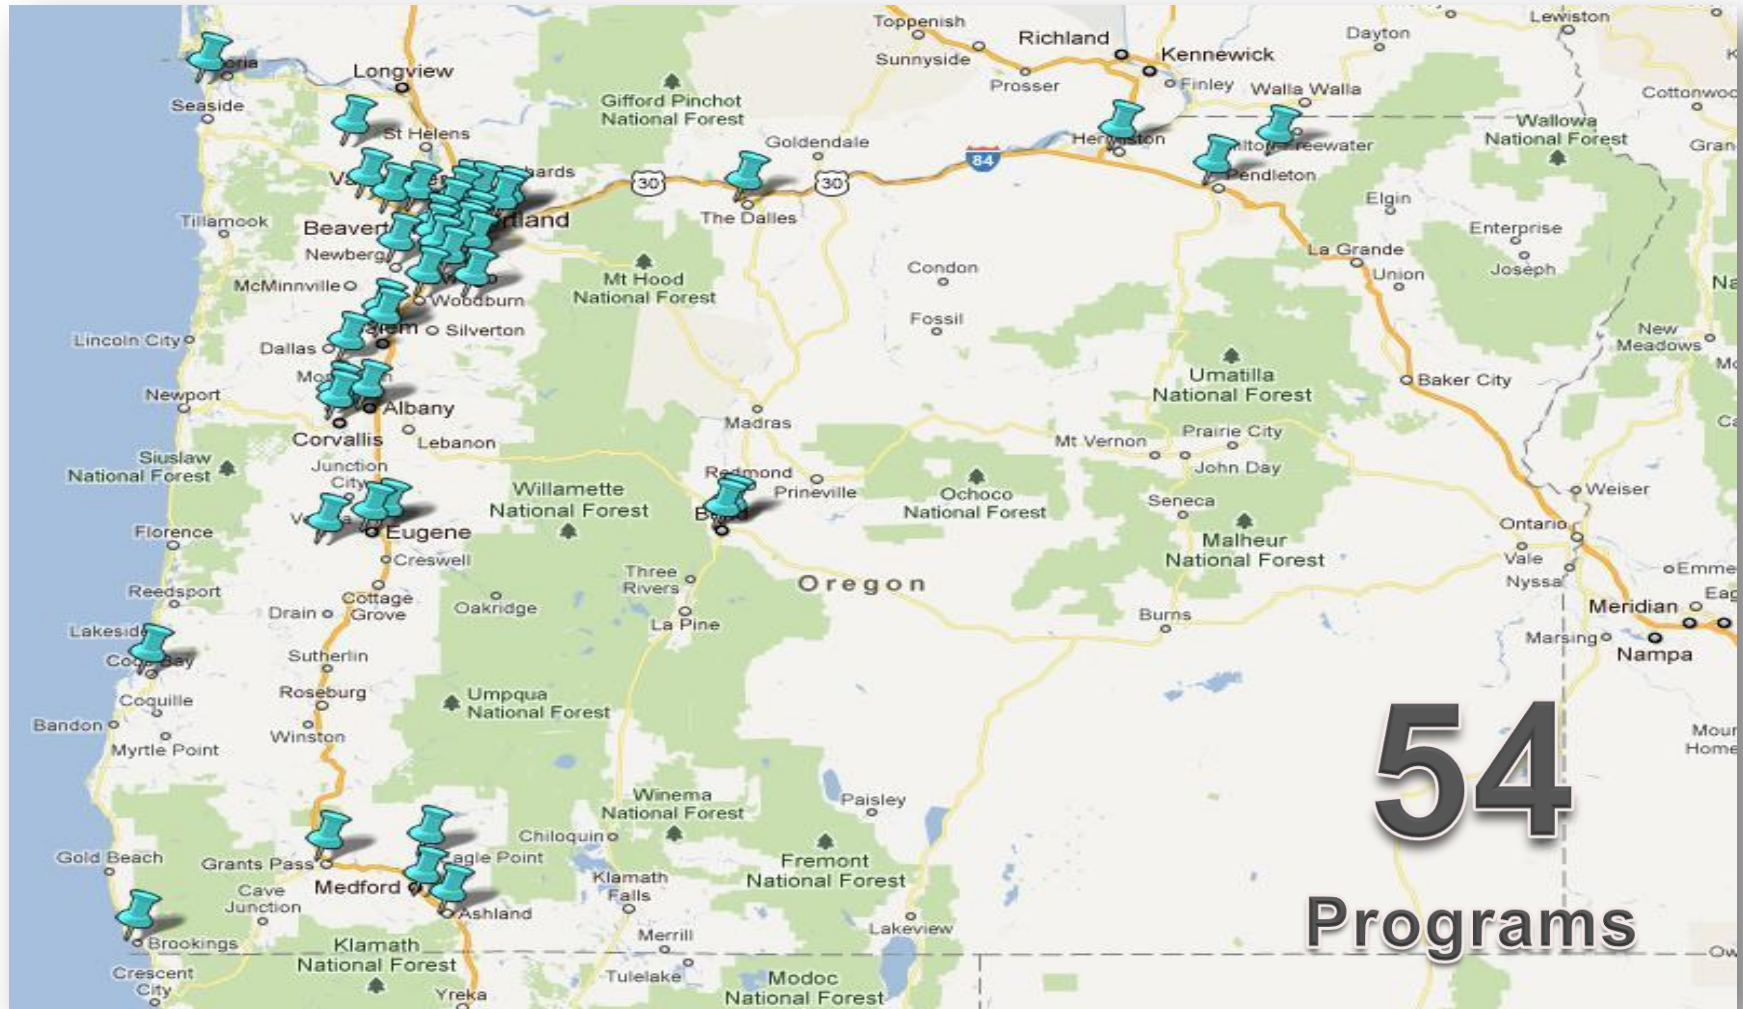 Toppenish
Lewiston
Richland
Dayton
Kennewick
Sunnyside
Longview
Prosser
Finley
Walla Walla
Seaside
Gifford Pinchot
National Forest
St Helens
Goldendale
Wallowa
National Forest
84
30
30
Pendleton
The Dalles
Elgin
Tillamook
Enterprise
Newberg
La Grande
Joseph
Condon
Union
McMinnville
Mt Hood
National Forest
Woodburn
Fossil
Silverton
New
Meadows
Lincoln City
Dallas
Umatilla
National Forest
Baker City
Newport
Albany
Madras
Corvallis
Lebanon
Mt Vernon
Prairie City
John Day
Siuslaw
National Forest
Junction
City
Redmond
Prineville
Willamette
National Forest
Ochoco
National Forest
Seneca
Weiser
Florence
Eugene
Ontario
Malheur
National Forest
Creswell
Vale
Nyssa
Three
Rivers
Oregon
Reedsport
Cottage
Grove
Drain
Oakridge
La Pine
Burns
Meridian
Marsing
Nampa
Sutherlin
Coquille
Roseburg
Umpqua
National Forest
Bandon
Winston
Myrtle Point
54
Winema
National Forest
Paisley
Chiloquin
Gold Beach
Grants Pass
Fremont
National Forest
Medford
Cave
Junction
Klamath
Falls
Ashland
Lakeview
Programs
Brookings
Klamath
National Forest
Merrill
Crescent
City
Tulelake
Modoc
National Forest
Yreka